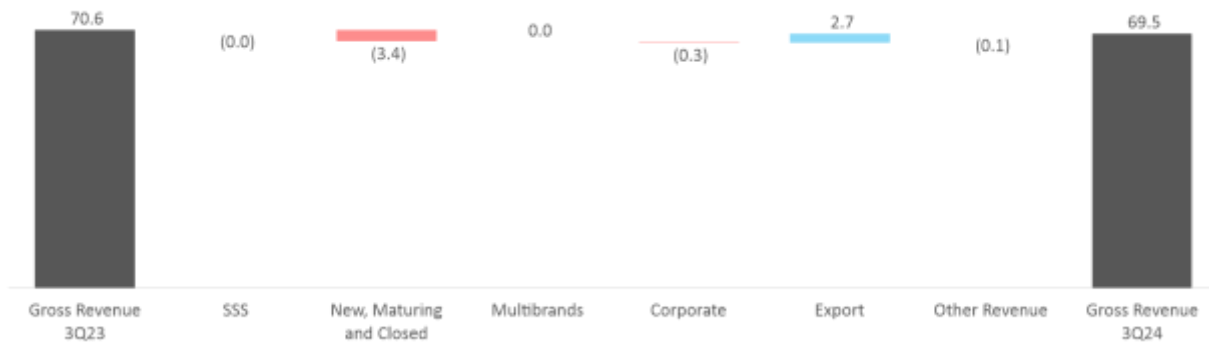 70.6
(0.0)
(3.4)
0.0
(0.3)
2.7
(0.1)
69.5
Gross Revenue
3Q23
SSS
New, Maturing
and Closed
Multibrands
Corporate
Export
Other Revenue
Gross Revenue
3Q24